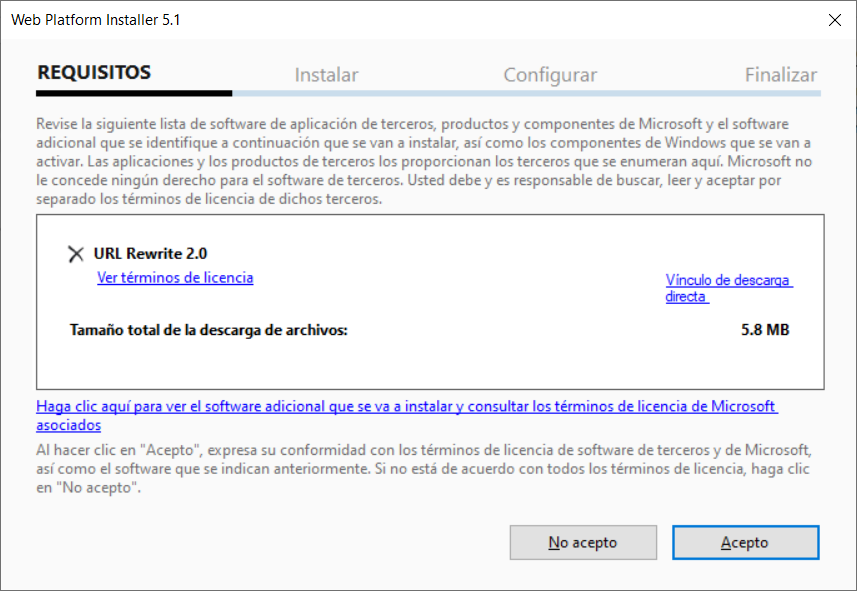 Web Platform Installer 5.1
REQUISITOS Instalar Configurar Finalizar
Revise la siguiente lista de software de aplicación de terceros, productos y componentes de Microsoft y el software
adicional que se identifique a continuación que se van a instalar, así como los componentes de Windows que se van a
activar. Las aplicaciones y los productos de terceros los proporcionan los terceros que se enumeran aquí. Microsoft no
le concede ningún derecho para el software de terceros. Usted debe y es responsable de buscar, leer y aceptar por
separado los términos de licencia de dichos terceros.
URL Rewrite 2.0
Ver términos de licencia
Vínculo de descarga
directa
Tamaño total de la descarga de archivos: 5.8 MB
Haga clic aquí para ver el software adicional que se va a instalar y consultar los términos de licencia de Microsoft
asociados
Al hacer clic en "Acepto", expresa su conformidad con los términos de licencia de software de terceros y de Microsoft,
así como el software que se indican anteriormente. Si no está de acuerdo con todos los términos de licencia, haga clic
en "No acepto".
No acepto Acepto